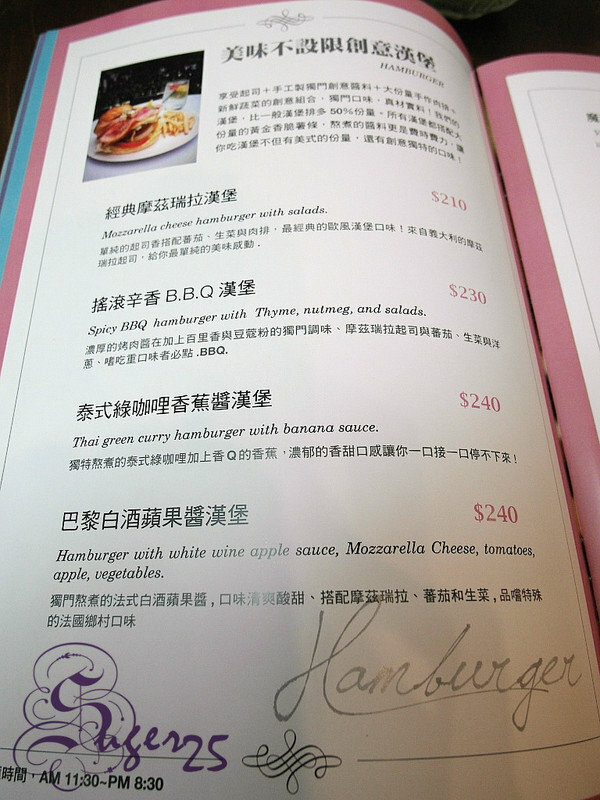 美味不設限創意漢堡
HAMBURGER
享受起司+手工製獨門創意醬料+大份量手作肉排+
新鮮蔬菜的創意組合，獨門口味，真材實料！我們的
漢堡，比一般漢堡排多50%份量。所有漢堡都搭配大
份量的黃金香脆薯條，熬煮的醬料更是費時費力，讓
你吃漢堡不但有美式的份量，還有創意獨特的口味！
經典摩茲瑞拉漢堡 $210
Mozzarella cheese hamburger with salads.
單純的起司香搭配番茄、生菜與肉排，最經典的歐風漢堡口味！來自義大利的摩茲
瑞拉起司，給你最單純的美味感動.
搖滾辛香 B.B.Q 漢堡 $230
Spicy BBQ hamburger with Thyme, nutmeg, and salads.
濃厚的烤肉醬在加上百里香與豆蔻粉的獨門調味、摩茲瑞拉起司與番茄、生菜與洋
蔥、嗜吃重口味者必點.BBQ.
泰式綠咖哩香蕉醬漢堡 $240
Thai green curry hamburger with banana sauce.
獨特熬煮的泰式綠咖哩加上香Q的香蕉，濃郁的香甜口感讓你一口接一口停不下來！
巴黎白酒蘋果醬漢堡 $240
Hamburger with white wine apple sauce, Mozzarella Cheese, tomatoes,
apple, vegetables.
獨門熬煮的法式白酒蘋果醬，口味清爽酸甜、搭配摩茲瑞拉、蕃茄和生菜，品嚐特殊
的法國鄉村口味
Hamburger
Suger25
時間，AM 11:30~PM 8:30
魔